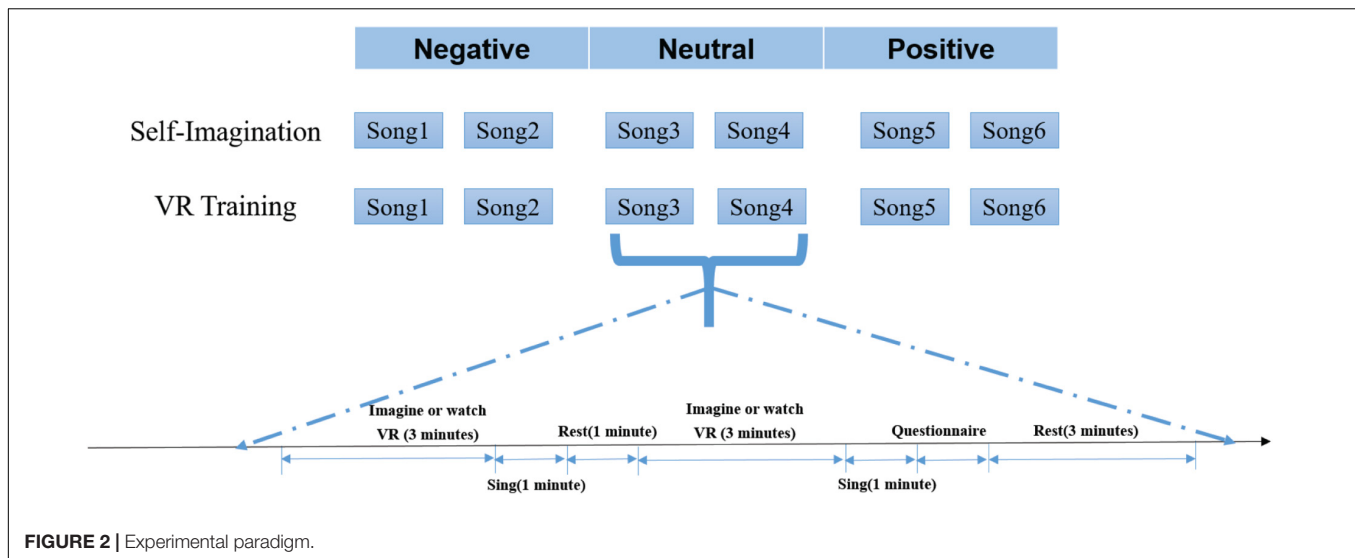 Negative Neutral Positive
Self-Imagination Song1 Song2 Song3 Song4 Song5 Song6
VR Training Song1 Song2 Song3 Song4 Song5 Song6
Imagine or watch
VR (3 minutes)
Sing(1 minute)
Rest(1 minute)
Imagine or watch
VR (3 minutes)
Sing(1 minute)
Questionnaire
Rest(3 minutes)
FIGURE 2 | Experimental paradigm.